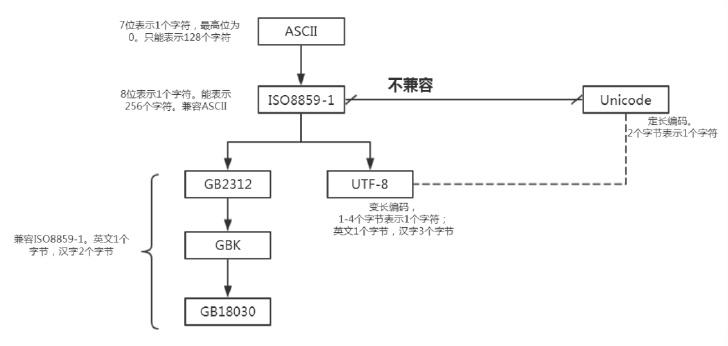 7位表示1个字符，最高位为
0。只能表示128个字符
ASCII
8位表示1个字符。能表示
256个字符。兼容ASCII
ISO8859-1
不兼容
Unicode
定长编码。
2个字节表示1个字符
GB2312
UTF-8
变长编码，
1-4个字节表示1个字符；
英文1个字节，汉字3个字节
兼容ISO8859-1。英文1个
字节，汉字2个字节
GBK
GB18030